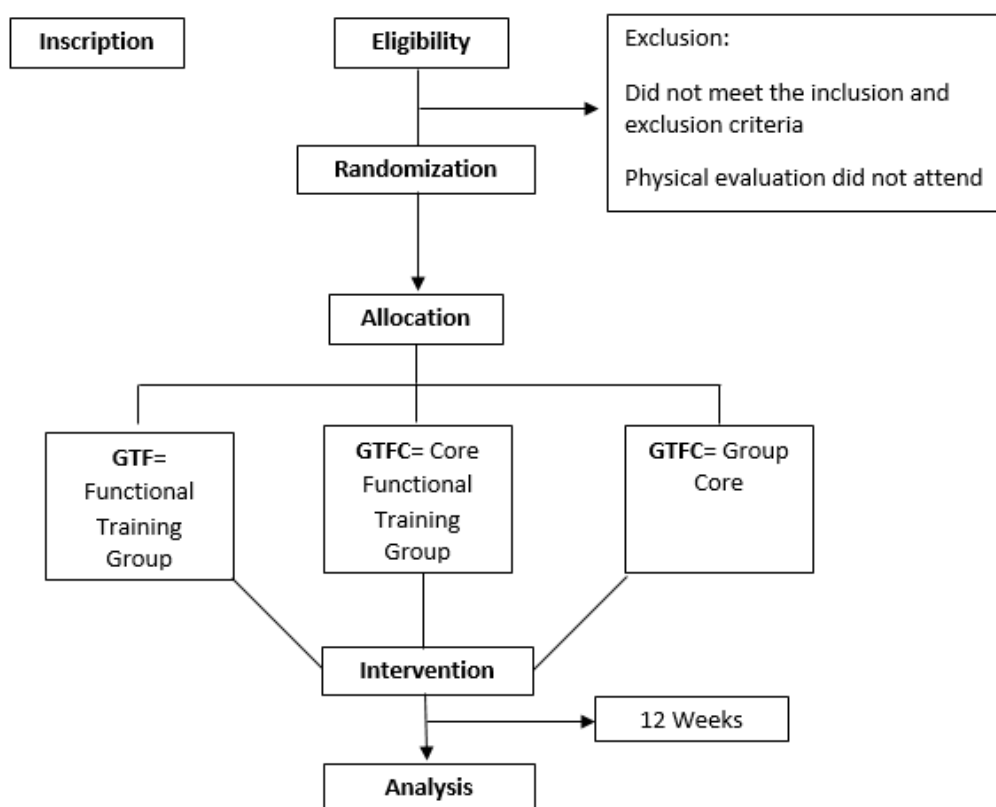 Inscription
Eligibility
Exclusion:
Did not meet the inclusion and
exclusion criteria
Physical evaluation did not attend
Randomization
Allocation
GTF=
Functional
Training
Group
GTFC= Core
Functional
Training
Group
GTFC= Group
Core
Intervention
12 Weeks
Analysis